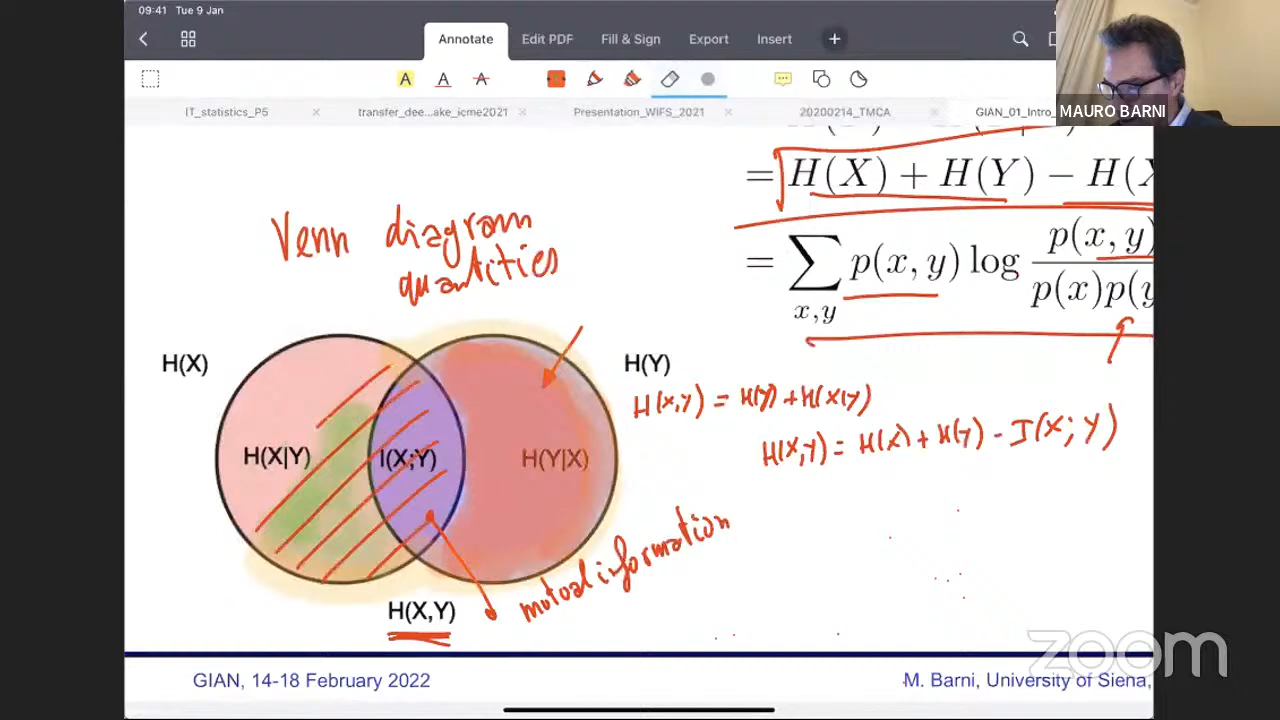 09:41 Tue 9 Jan
Annotate Edit PDF Fill & Sign Export Insert
A A A
IT_statistics_P5 × transfer_dee...ake_icme2021 × Presentation_WIFS_2021 × 20200214_TMCA × GIAN_01_Intro_
MAURO BARNI
= H(X) + H(Y) − H(X
= ∑ p(x, y) log p(x, y)
x,y p(x)p(y
Venn diagram
quantities
H(X) H(Y)
H(X,Y) = H(Y) + H(X|Y)
H(X,Y) = H(X) + H(Y) - I(X;Y)
H(X|Y) I(X;Y) H(Y|X)
mutual information
H(X,Y)
zoom
GIAN, 14-18 February 2022 M. Barni, University of Siena,